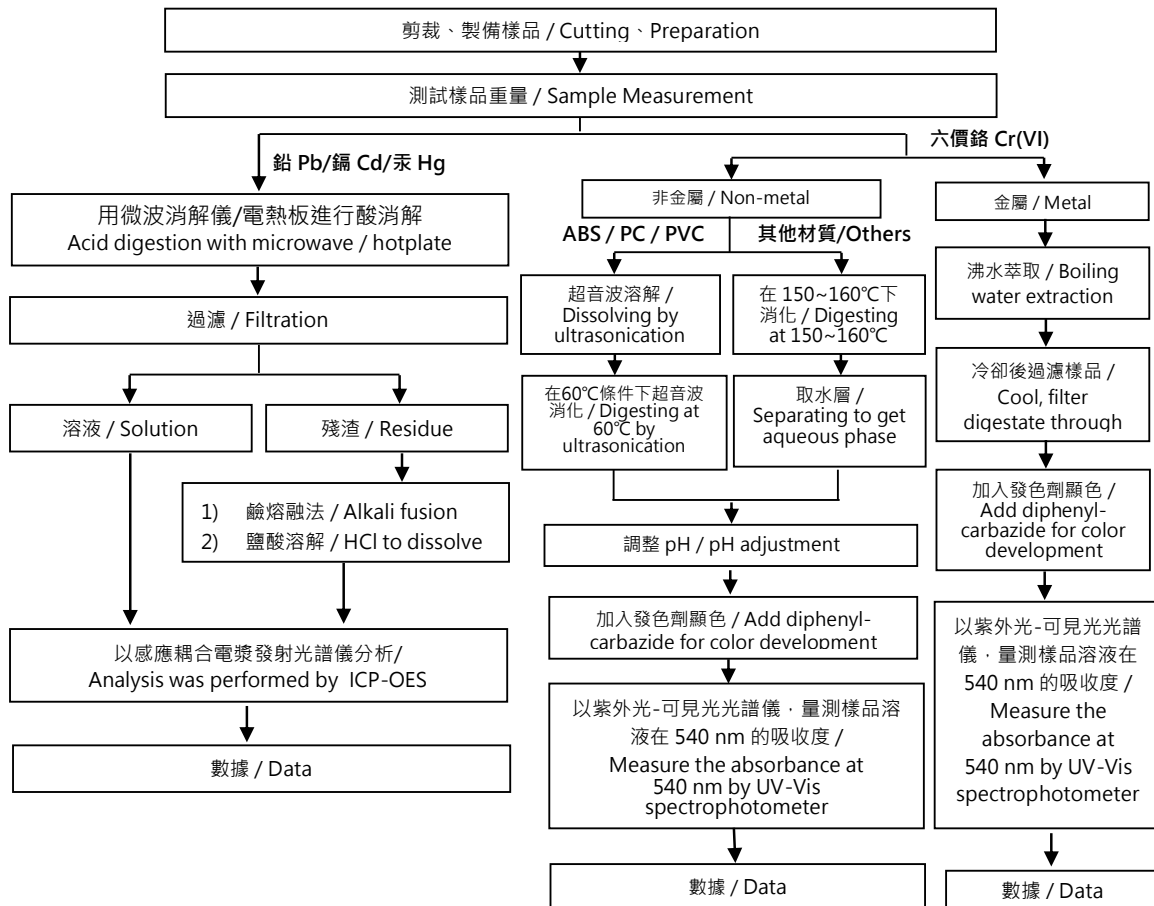 剪裁、製備樣品 / Cutting、Preparation
測試樣品重量 / Sample Measurement
鉛 Pb/鎘 Cd/汞 Hg
用微波消解儀/電熱板進行酸消解
Acid digestion with microwave / hotplate
過濾 / Filtration
溶液 / Solution
殘渣 / Residue
1) 鹼熔融法 / Alkali fusion
2) 鹽酸溶解 / HCl to dissolve
以感應耦合電漿發射光譜儀分析/
Analysis was performed by ICP-OES
數據 / Data
六價鉻 Cr(VI)
非金屬 / Non-metal
ABS / PC / PVC
超音波溶解 /
Dissolving by
ultrasonication
在60℃條件下超音波
消化 / Digesting at
60℃ by
ultrasonication
其他材質/Others
在 150~160℃下
消化 / Digesting
at 150~160℃
取水層 /
Separating to get
aqueous phase
調整 pH / pH adjustment
加入發色劑顯色 / Add diphenyl-
carbazide for color development
以紫外光-可見光光譜儀，量測樣品溶
液在 540 nm 的吸收度 /
Measure the absorbance at
540 nm by UV-Vis
spectrophotometer
數據 / Data
金屬 / Metal
沸水萃取 / Boiling
water extraction
冷卻後過濾樣品 /
Cool, filter
digestate through
加入發色劑顯色 /
Add diphenyl-
carbazide for color
development
以紫外光-可見光光譜
儀，量測樣品溶液在
540 nm 的吸收度 /
Measure the
absorbance at
540 nm by UV-Vis
spectrophotometer
數據 / Data